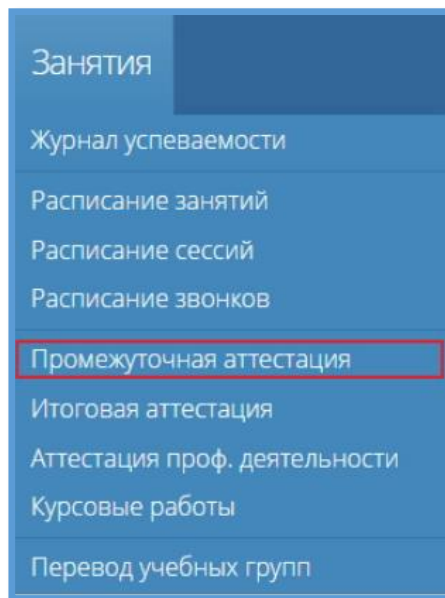 Занятия
Журнал успеваемости
Расписание занятий
Расписание сессий
Расписание звонков
Промежуточная аттестация
Итоговая аттестация
Аттестация проф. деятельности
Курсовые работы
Перевод учебных групп